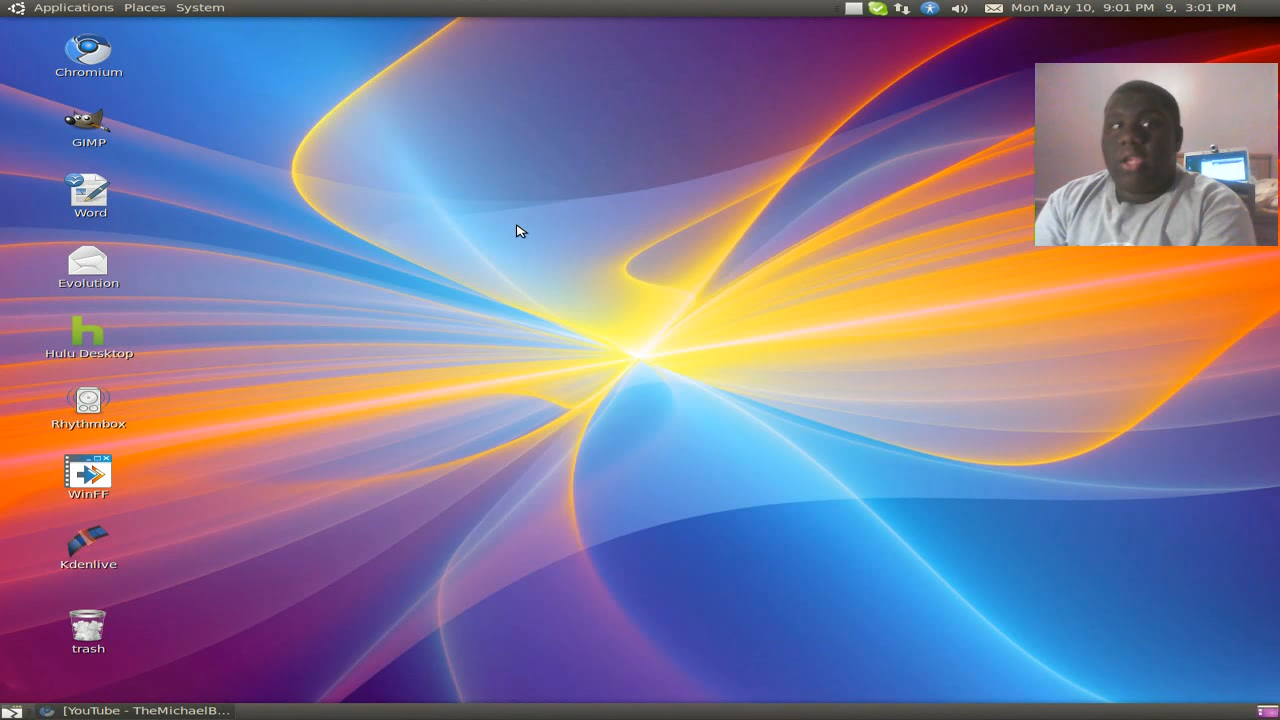 Applications Places System
Mon May 10, 9:01 PM 9, 3:01 PM
Chromium
GIMP
Word
Evolution
Hulu Desktop
Rhythmbox
WinFF
Kdenlive
trash
[YouTube - TheMichaelB...